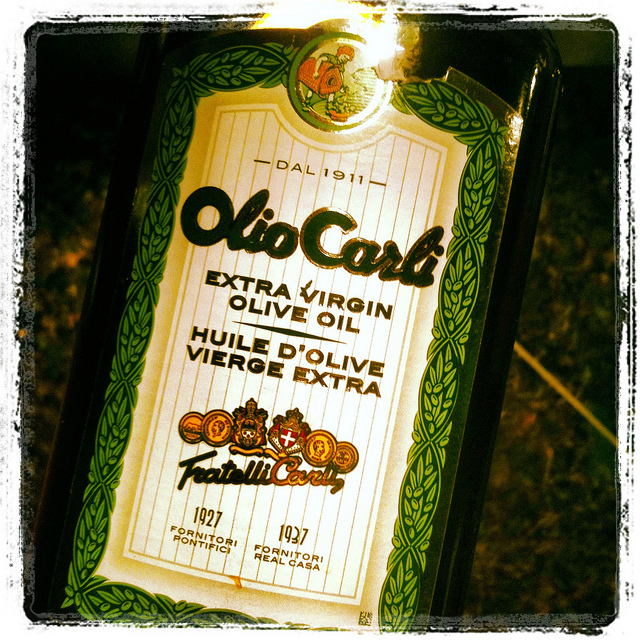 — DAL 1911 —
Olio Carli
EXTRA VIRGIN
OLIVE OIL
HUILE D'OLIVE
VIERGE EXTRA
Fratelli Carli
1927
FORNITORI
PONTIFICI
1937
FORNITORI
REAL CASA